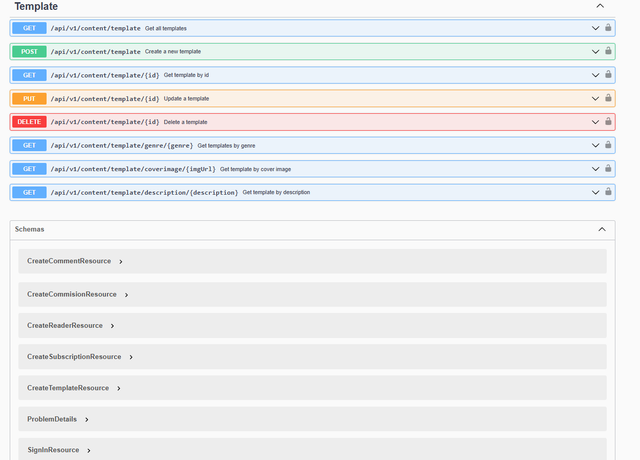 Template
GET /api/v1/content/template Get all templates
POST /api/v1/content/template Create a new template
GET /api/v1/content/template/{id} Get template by id
PUT /api/v1/content/template/{id} Update a template
DELETE /api/v1/content/template/{id} Delete a template
GET /api/v1/content/template/genre/{genre} Get templates by genre
GET /api/v1/content/template/coverimage/{imgUrl} Get template by cover image
GET /api/v1/content/template/description/{description} Get template by description
Schemas
CreateCommentResource
CreateCommisionResource
CreateReaderResource
CreateSubscriptionResource
CreateTemplateResource
ProblemDetails
SignInResource